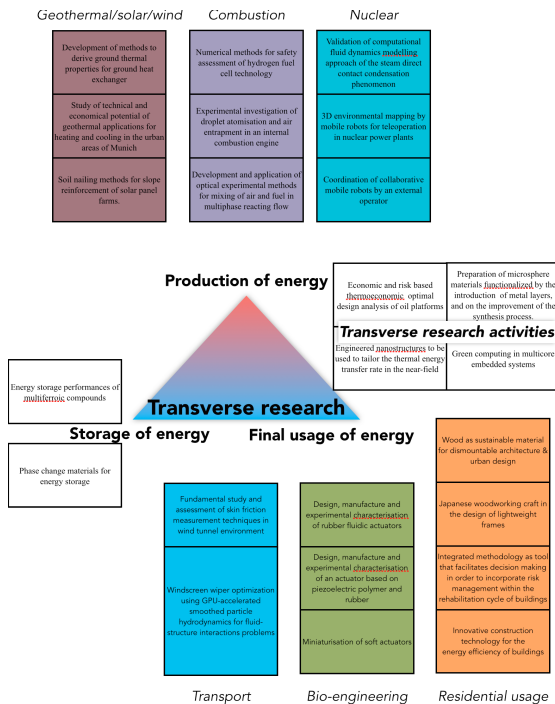 Geothermal/solar/wind
Combustion
Nuclear
Development of methods to
derive ground thermal
properties for ground heat
exchanger
Study of technical and
economical potential of
geothermal applications for
heating and cooling in the urban
areas of Munich
Soil nailing methods for slope
reinforcement of solar panel
farms.
Numerical methods for safety
assessment of hydrogen fuel
cell technology
Experimental investigation of
droplet atomisation and air
entrapment in an internal
combustion engine
Development and application of
optical experimental methods
for mixing of air and fuel in
multiphase reacting flow
Validation of computational
fluid dynamics modelling
approach of the steam direct
contact condensation
phenomenon
3D environmental mapping by
mobile robots for teleoperation
in nuclear power plants
Coordination of collaborative
mobile robots by an external
operator
Production of energy
Economic and risk based
thermoeconomic optimal
design analysis of oil platforms
Preparation of microsphere
materials functionalized by the
introduction of metal layers,
and on the improvement of the
synthesis process.
Transverse research activities
Engineered nanostructures to be
used to tailor the thermal energy
transfer rate in the near-field
Green computing in multicore
embedded systems
Energy storage performances of
multiferroic compounds
Transverse research
Storage of energy
Final usage of energy
Phase change materials for
energy storage
Fundamental study and
assessment of skin friction
measurement techniques in
wind tunnel environment
Windscreen wiper optimization
using GPU-accelerated
smoothed particle
hydrodynamics for fluid-
structure interactions problems
Design, manufacture and
experimental characterisation
of rubber fluidic actuators
Design, manufacture and
experimental characterisation
of an actuator based on
piezoelectric polymer and
rubber
Miniaturisation of soft actuators
Wood as sustainable material
for dismountable architecture &
urban design
Japanese woodworking craft in
the design of lightweight
frames
Integrated methodology as tool
that facilitates decision making
in order to incorporate risk
management within the
rehabilitation cycle of buildings
Innovative construction
technology for the
energy efficiency of buildings
Transport
Bio-engineering
Residential usage